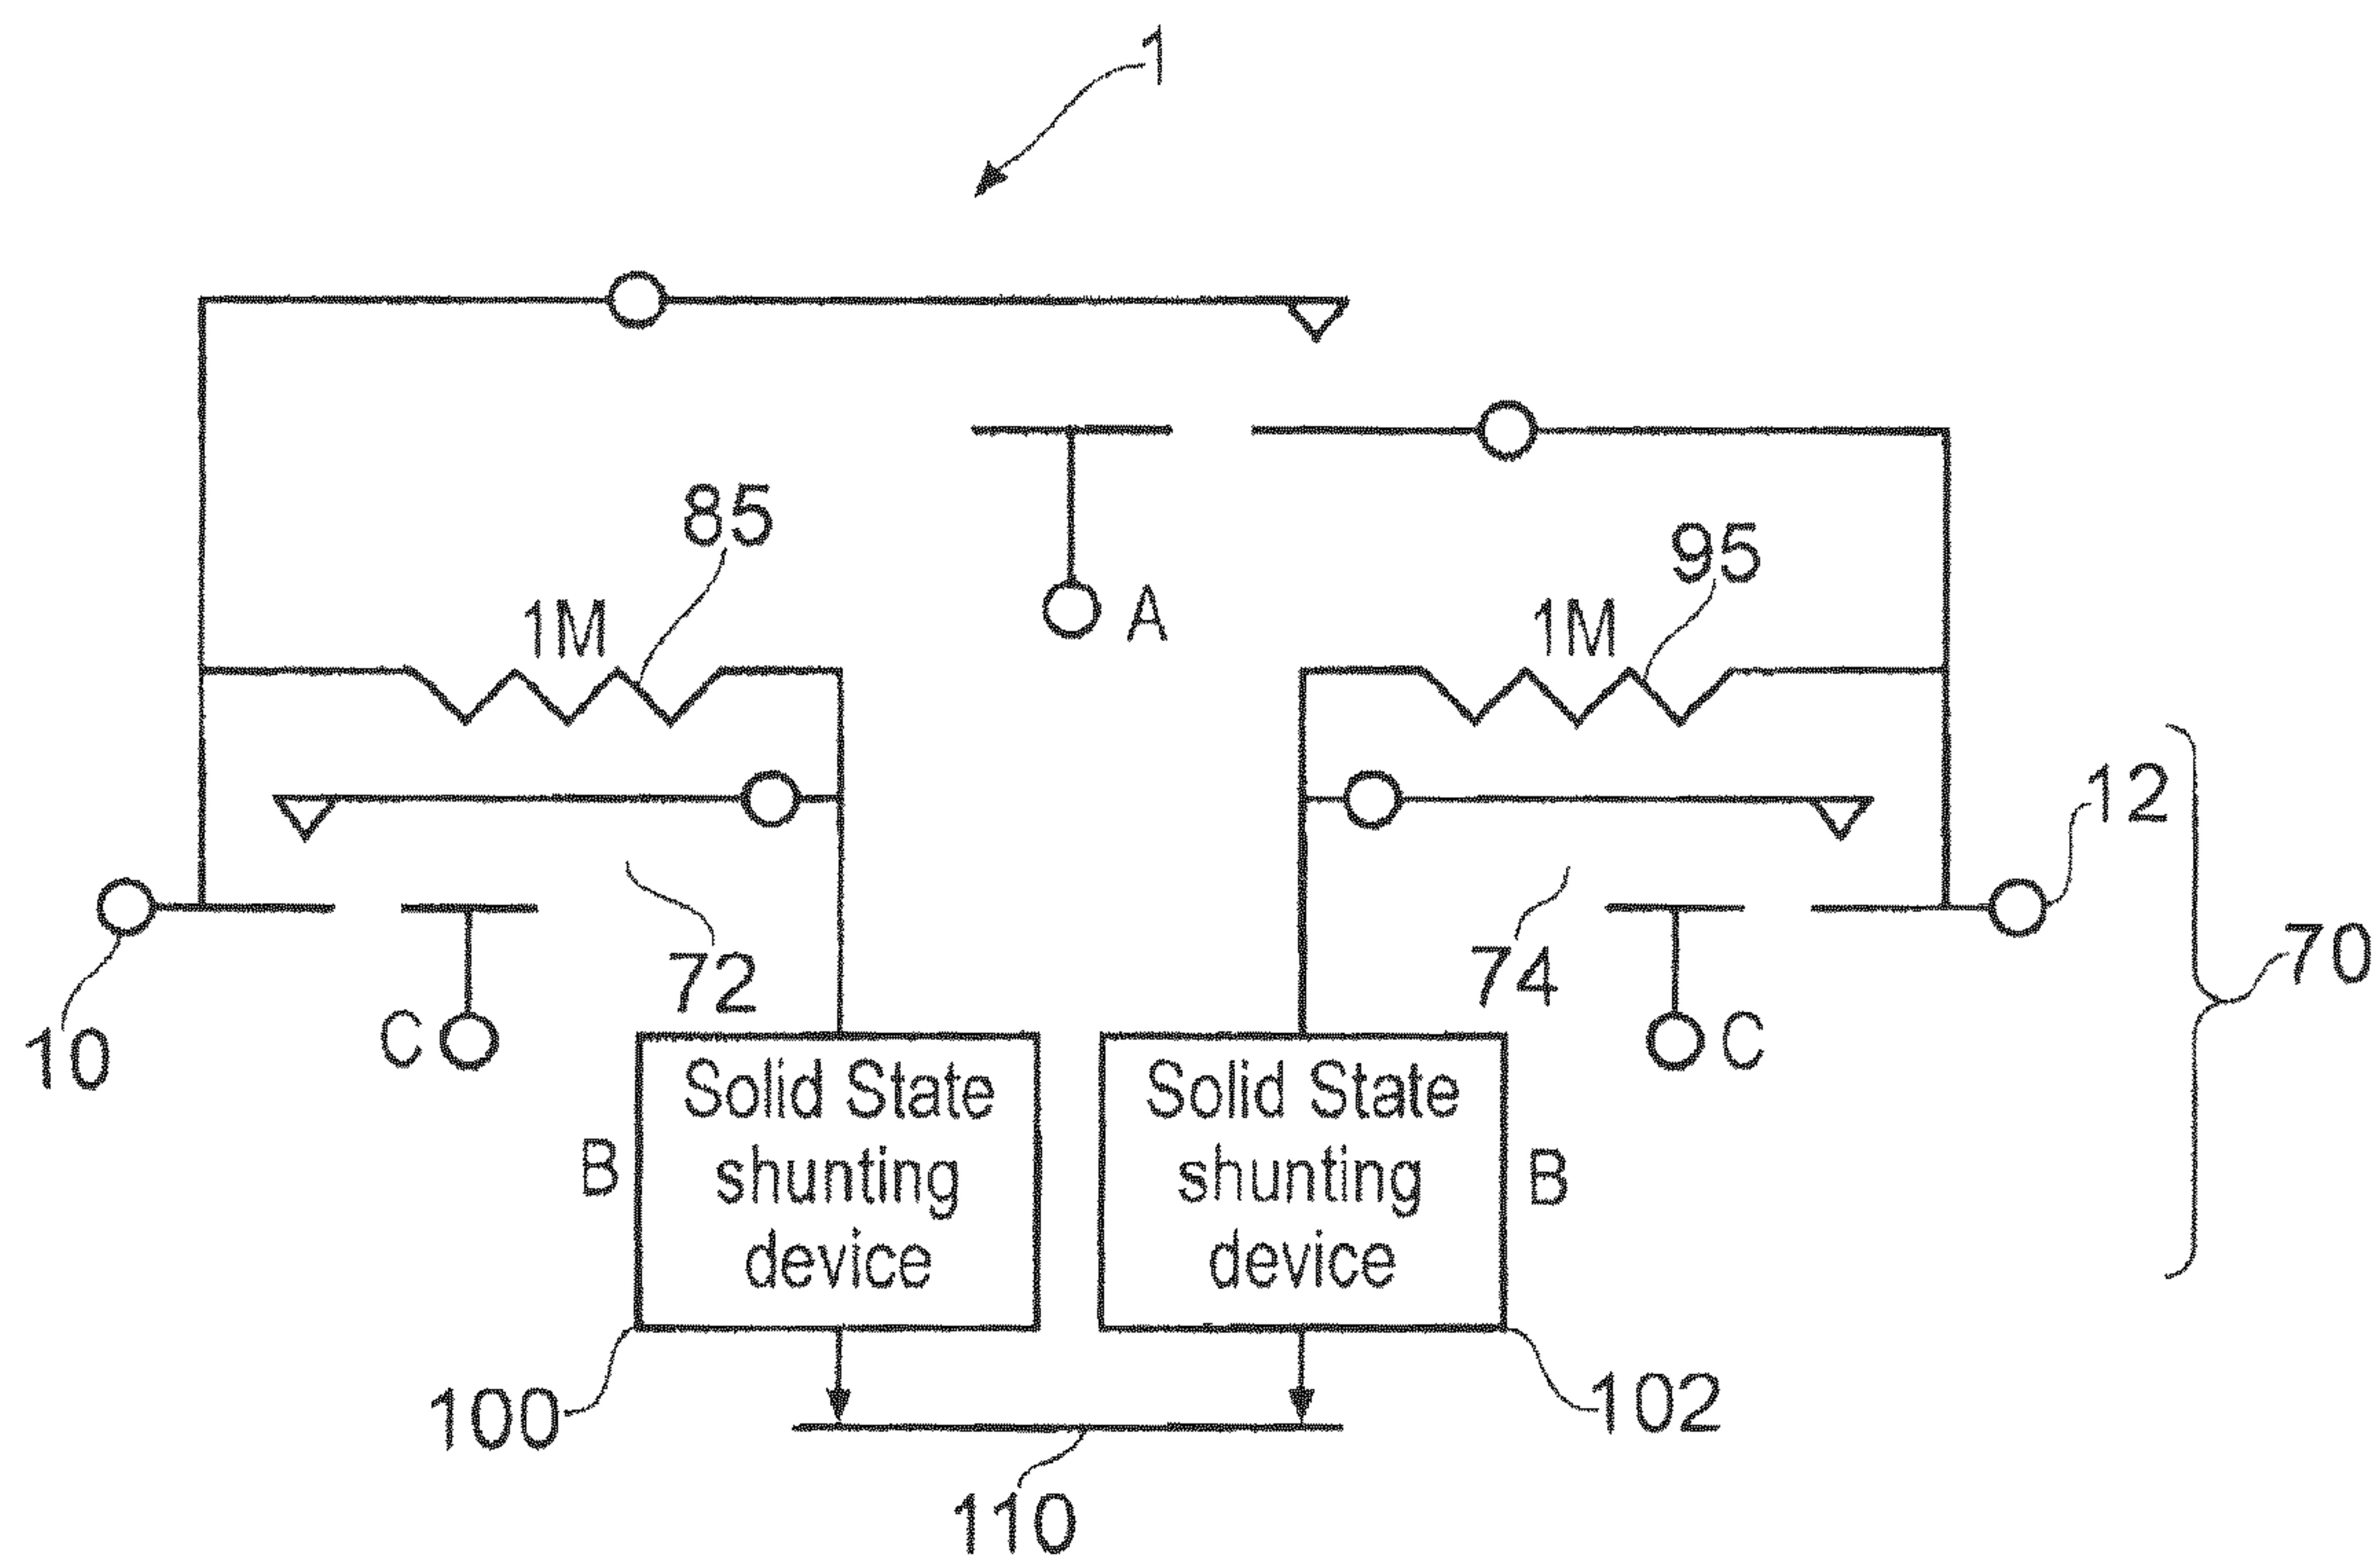 1
85
95
1M
A
1M
12
72
74
70
10
C
C
Solid State
shunting
device
B
Solid State
shunting
device
B
100
102
110